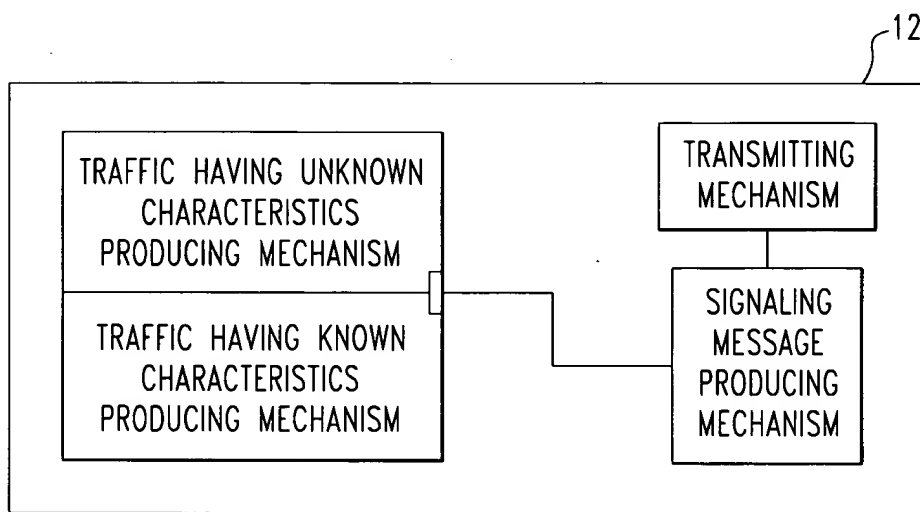 12
TRAFFIC HAVING UNKNOWN
CHARACTERISTICS
PRODUCING MECHANISM
TRAFFIC HAVING KNOWN
CHARACTERISTICS
PRODUCING MECHANISM
TRANSMITTING
MECHANISM
SIGNALING
MESSAGE
PRODUCING
MECHANISM